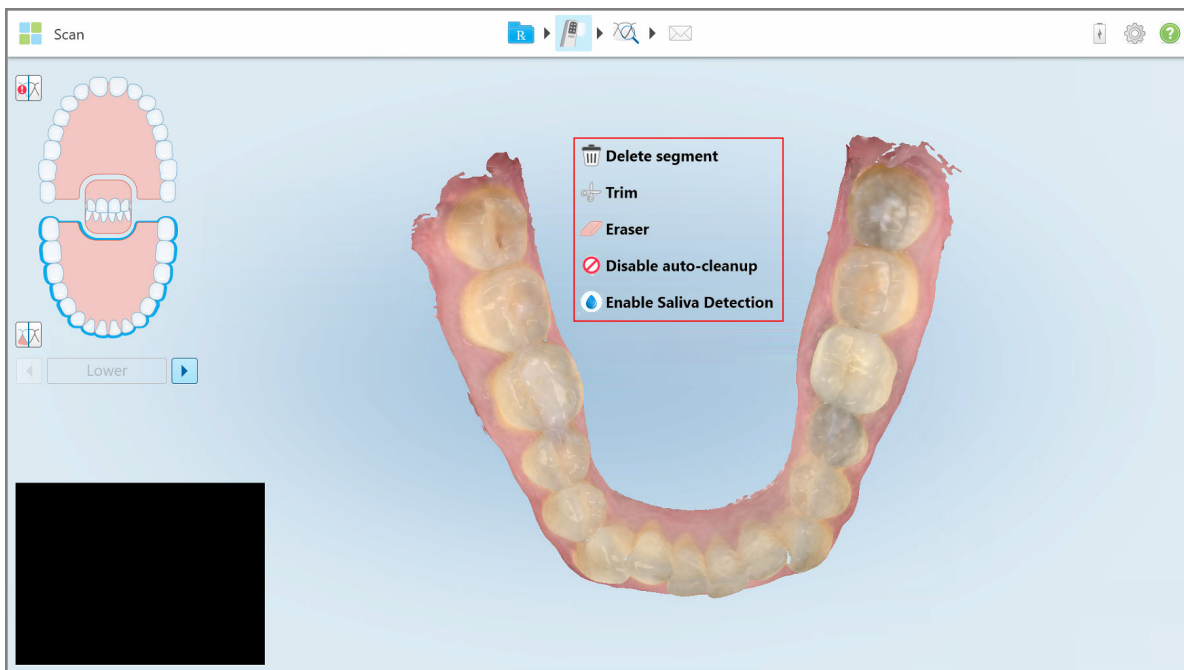 Scan
R
Delete segment
Trim
Eraser
Disable auto-cleanup
Enable Saliva Detection
Lower
?